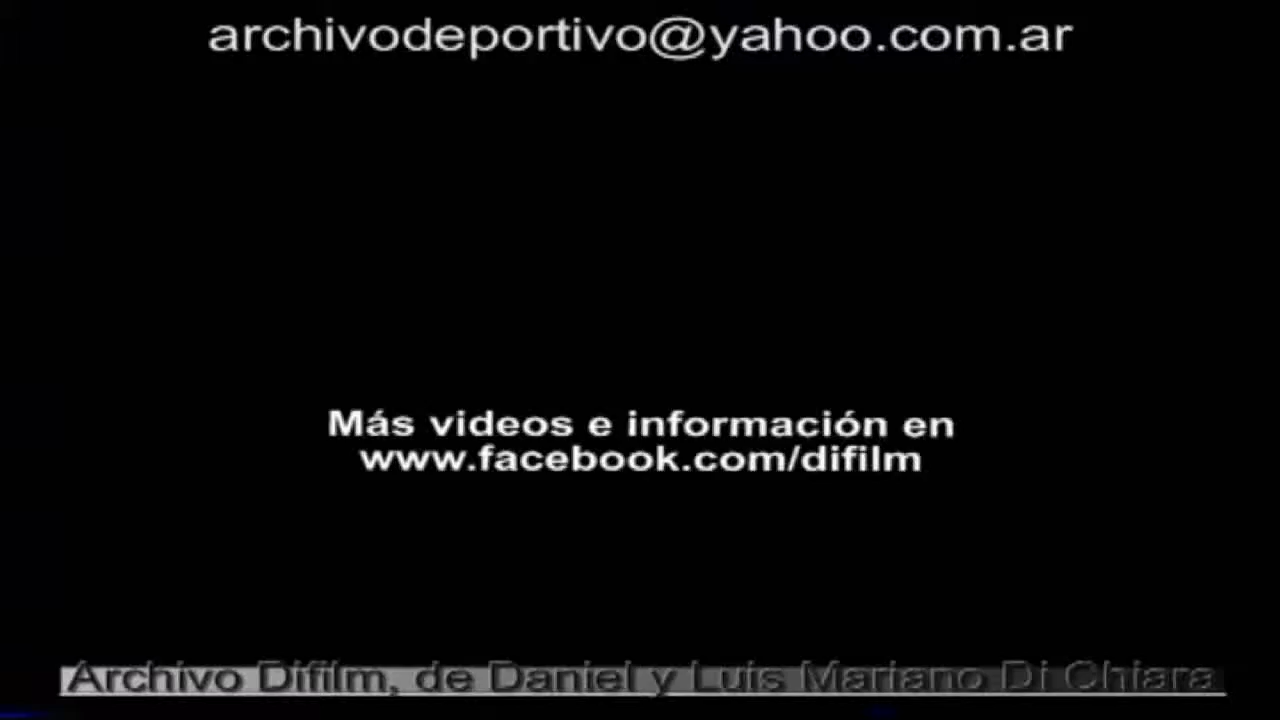 archivodeportivo@yahoo.com.ar
Más videos e información en
www.facebook.com/difilm
Archivo Difilm, de Daniel y Luis Mariano Di Chiara